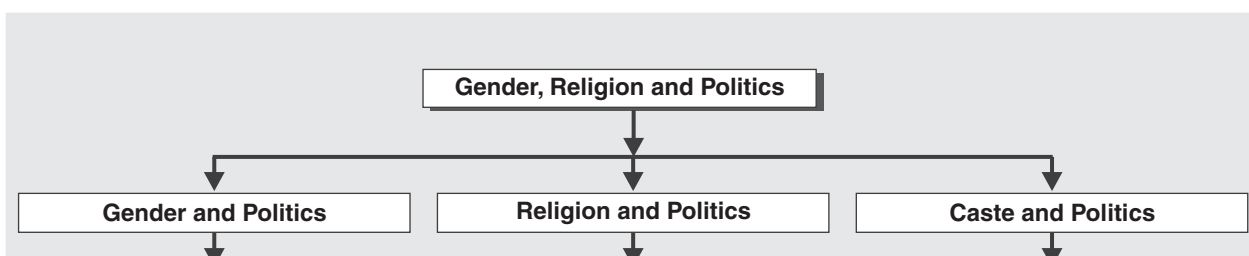 Gender, Religion and Politics
Gender and Politics
Religion and Politics
Caste and Politics